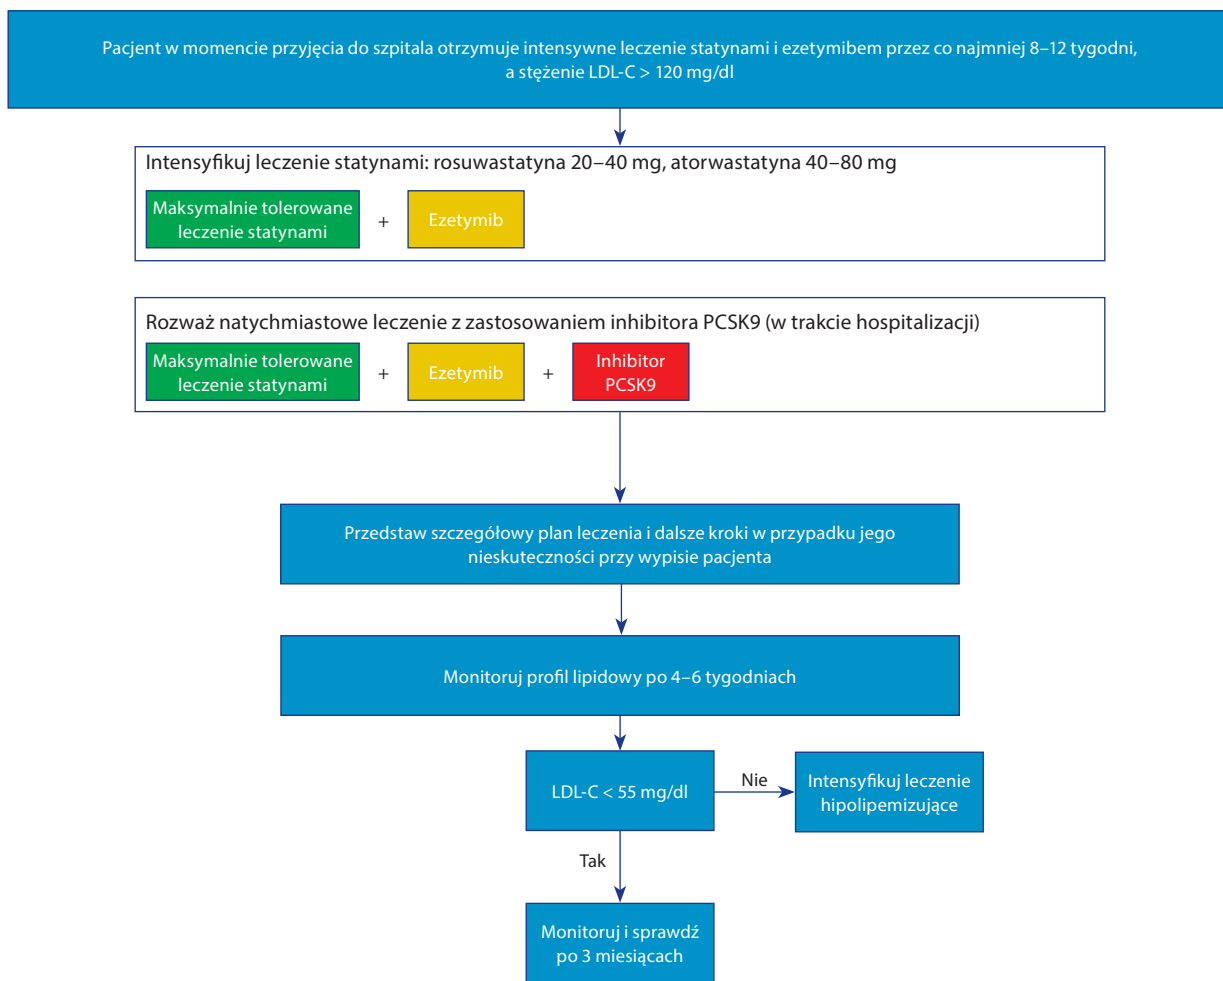 Pacjent w momencie przyjęcia do szpitala otrzymuje intensywne leczenie statynami i ezetymibem przez co najmniej 8–12 tygodni,
a stężenie LDL-C > 120 mg/dl
Intensyfikuj leczenie statynami: rosuwastatyna 20–40 mg, atorwastatyna 40–80 mg
Maksymalnie tolerowane
leczenie statynami
+
Ezetymib
Rozważ natychmiastowe leczenie z zastosowaniem inhibitora PCSK9 (w trakcie hospitalizacji)
Maksymalnie tolerowane
leczenie statynami
+
Ezetymib
+
Inhibitor
PCSK9
Przedstaw szczegółowy plan leczenia i dalsze kroki w przypadku jego
nieskuteczności przy wypisie pacjenta
Monitoruj profil lipidowy po 4–6 tygodniach
LDL-C < 55 mg/dl
Nie
Intensyfikuj leczenie
hipolipemizujące
Tak
Monitoruj i sprawdź
po 3 miesiącach